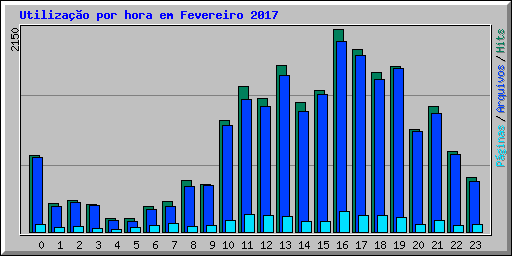 Utilização por hora em Fevereiro 2017
2150
Páginas / Arquivos / Hits
0 1 2 3 4 5 6 7 8 9 10 11 12 13 14 15 16 17 18 19 20 21 22 23